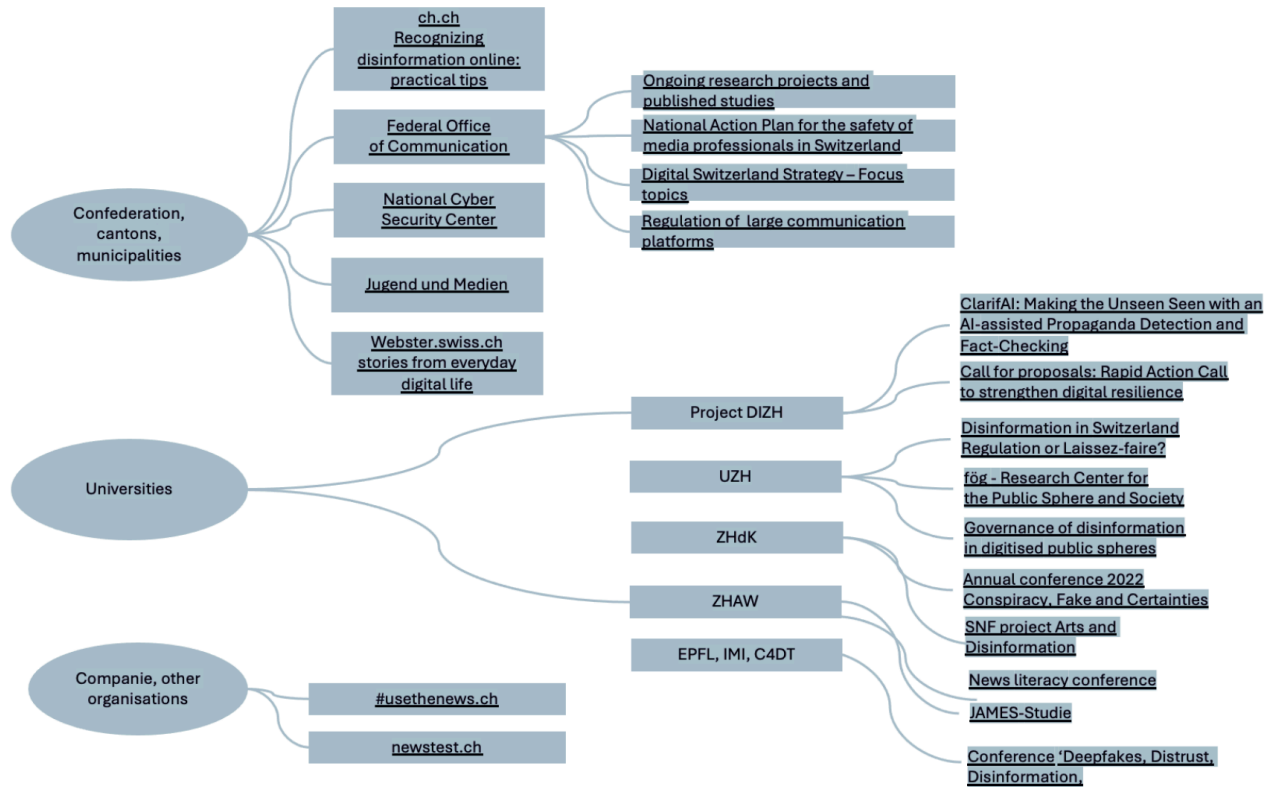 ch.ch
Recognizing
disinformation online:
practical tips
Federal Office
of Communication
Ongoing research projects and
published studies
National Action Plan for the safety of
media professionals in Switzerland
Digital Switzerland Strategy – Focus
topics
Regulation of large communication
platforms
National Cyber
Security Center
Confederation,
cantons,
municipalities
Jugend und Medien
Webster.swiss.ch
stories from everyday
digital life
Universities
Project DIZH
ClarifAI: Making the Unseen Seen with an
AI-assisted Propaganda Detection and
Fact-Checking
Call for proposals: Rapid Action Call
to strengthen digital resilience
UZH
Disinformation in Switzerland
Regulation or Laissez-faire?
fög - Research Center for
the Public Sphere and Society
Governance of disinformation
in digitised public spheres
ZHdK
Annual conference 2022
Conspiracy, Fake and Certainties
SNF project Arts and
Disinformation
ZHAW
News literacy conference
JAMES-Studie
EPFL, IMI, C4DT
Conference ‘Deepfakes, Distrust,
Disinformation,
Companie, other
organisations
#usethenews.ch
newstest.ch